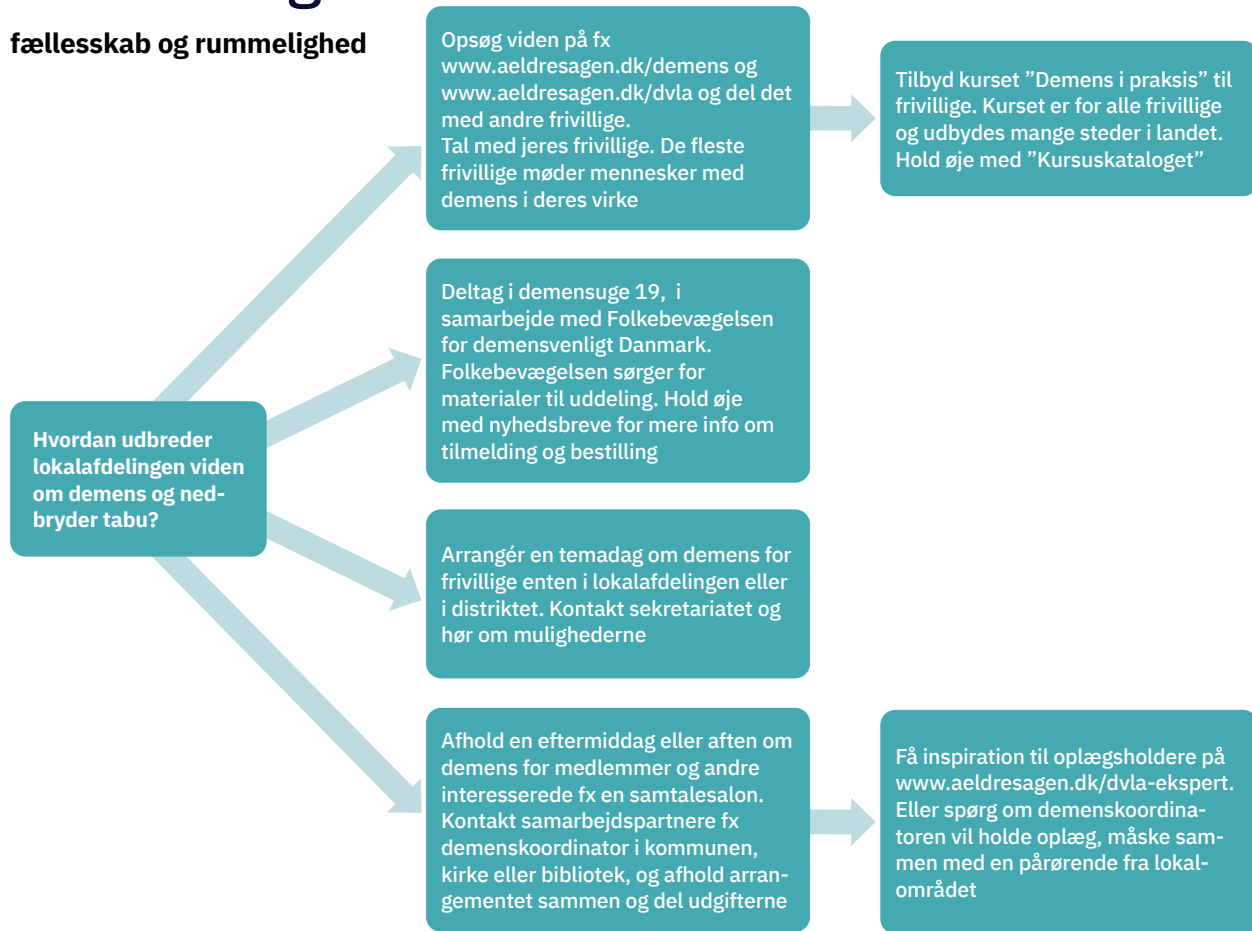 fællesskab og rummelighed
Opsøg viden på fx
www.aeldresagen.dk/demens og
www.aeldresagen.dk/dvla og del det
med andre frivillige.
Tal med jeres frivillige. De fleste
frivillige møder mennesker med
demens i deres virke
Tilbyd kurset ”Demens i praksis” til
frivillige. Kurset er for alle frivillige
og udbydes mange steder i landet.
Hold øje med ”Kursuskataloget”
Deltag i demensuge 19,  i
samarbejde med Folkebevægelsen
for demensvenligt Danmark.
Folkebevægelsen sørger for
materialer til uddeling. Hold øje
med nyhedsbreve for mere info om
tilmelding og bestilling
Hvordan udbreder
lokalafdelingen viden
om demens og ned-
bryder tabu?
Arrangér en temadag om demens for
frivillige enten i lokalafdelingen eller
i distriktet. Kontakt sekretariatet og
hør om mulighederne
Afhold en eftermiddag eller aften om
demens for medlemmer og andre
interesserede fx en samtalesalon.
Kontakt samarbejdspartnere fx
demenskoordinator i kommunen,
kirke eller bibliotek, og afhold arran-
gementet sammen og del udgifterne
Få inspiration til oplægsholdere på
www.aeldresagen.dk/dvla-ekspert.
Eller spørg om demenskoordina-
toren vil holde oplæg, måske sam-
men med en pårørende fra lokal-
området